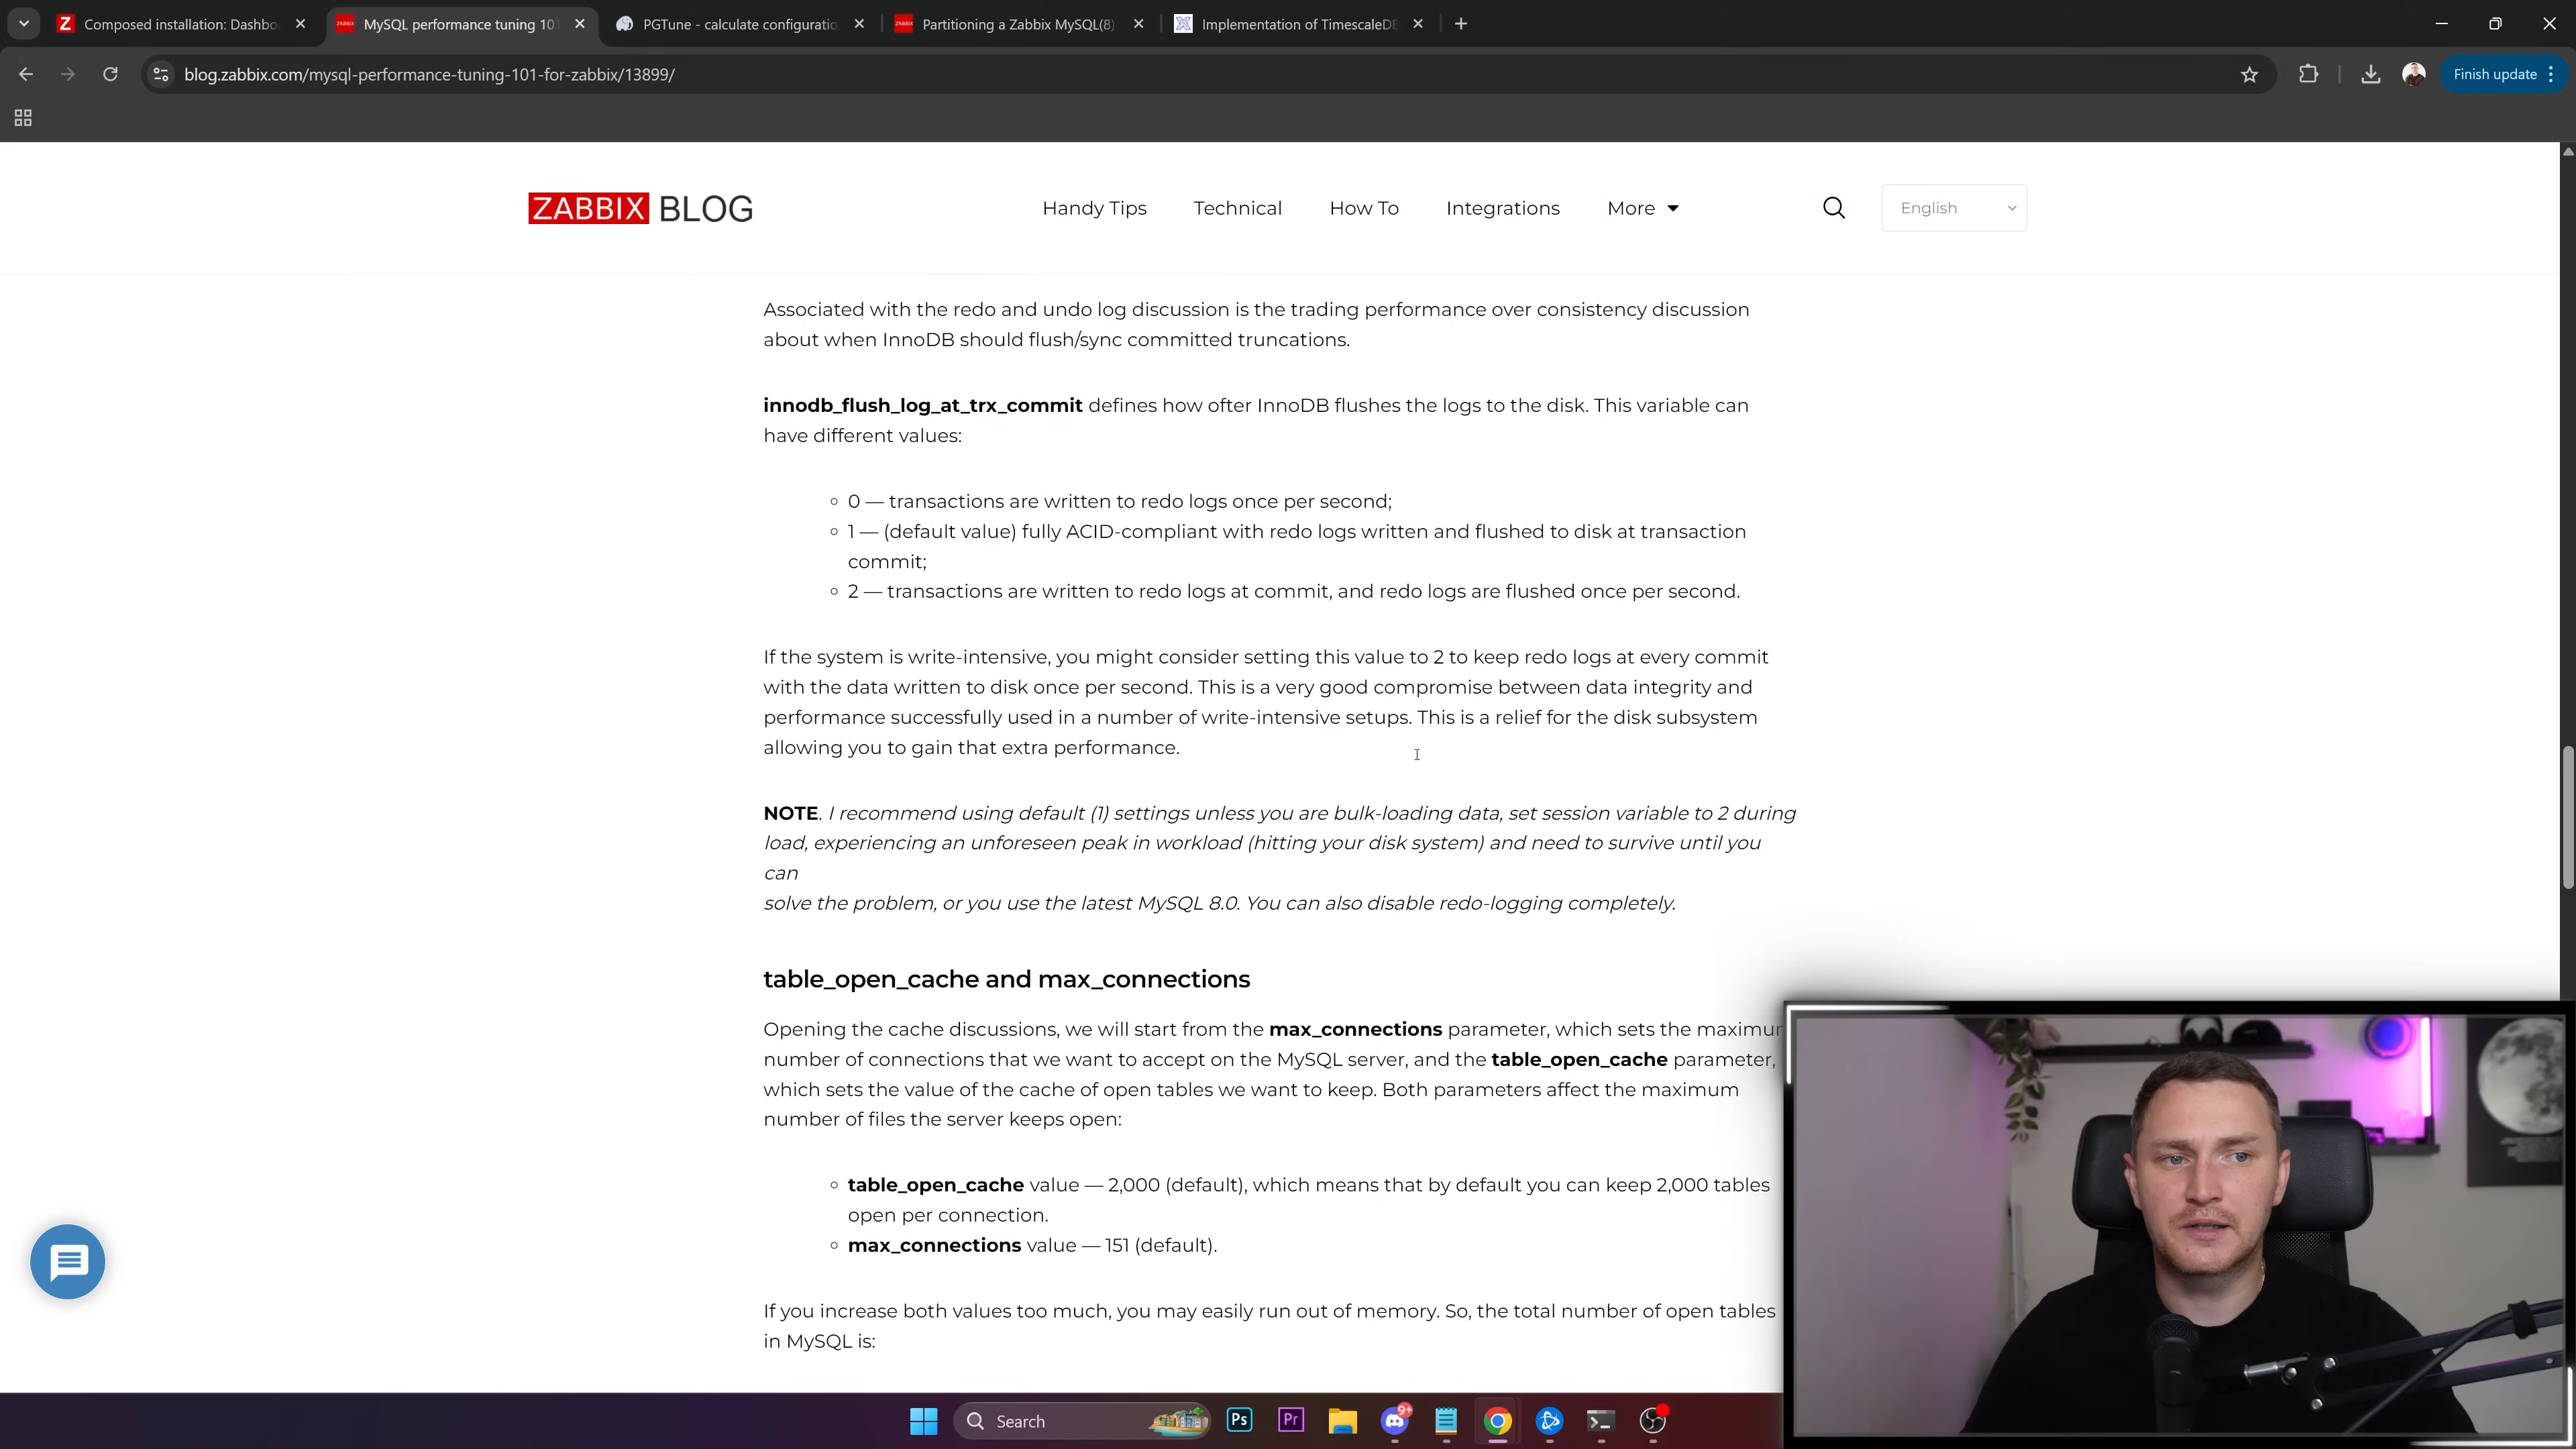 Composed installation: Dashbo
MySQL performance tuning 101
PGTune - calculate configuratio
Partitioning a Zabbix MySQL(8)
Implementation of TimescaleDB
blog.zabbix.com/mysql-performance-tuning-101-for-zabbix/13899/
Finish update
ZABBIX BLOG
Handy Tips
Technical
How To
Integrations
More
English
Associated with the redo and undo log discussion is the trading performance over consistency discussion
about when InnoDB should flush/sync committed truncations.
innodb_flush_log_at_trx_commit defines how ofter InnoDB flushes the logs to the disk. This variable can
have different values:
0 — transactions are written to redo logs once per second;
1 — (default value) fully ACID-compliant with redo logs written and flushed to disk at transaction
commit;
2 — transactions are written to redo logs at commit, and redo logs are flushed once per second.
If the system is write-intensive, you might consider setting this value to 2 to keep redo logs at every commit
with the data written to disk once per second. This is a very good compromise between data integrity and
performance successfully used in a number of write-intensive setups. This is a relief for the disk subsystem
allowing you to gain that extra performance.
NOTE. I recommend using default (1) settings unless you are bulk-loading data, set session variable to 2 during
load, experiencing an unforeseen peak in workload (hitting your disk system) and need to survive until you
can
solve the problem, or you use the latest MySQL 8.0. You can also disable redo-logging completely.
table_open_cache and max_connections
Opening the cache discussions, we will start from the max_connections parameter, which sets the maximum
number of connections that we want to accept on the MySQL server, and the table_open_cache parameter,
which sets the value of the cache of open tables we want to keep. Both parameters affect the maximum
number of files the server keeps open:
table_open_cache value — 2,000 (default), which means that by default you can keep 2,000 tables
open per connection.
max_connections value — 151 (default).
If you increase both values too much, you may easily run out of memory. So, the total number of open tables
in MySQL is:
Search
Ps
Pr
9+